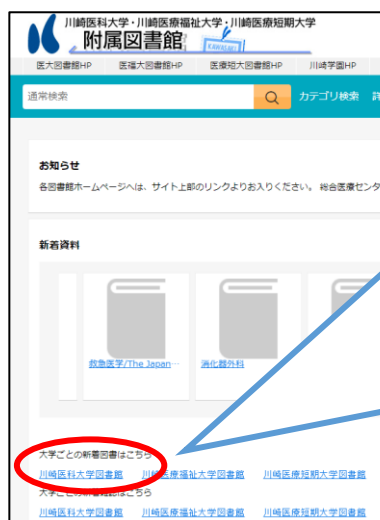 川崎医科大学・川崎医療福祉大学・川崎医療短期大学
附属図書館
KAWASAKI
医大図書館HP 医福大図書館HP 医療短大図書館HP 川崎学園HP
通常検索 カテゴリ検索 詳
お知らせ
各図書館ホームページへは、サイト上部のリンクよりお入りください。 総合医療センタ
新着資料
救急医学/The Japan… 消化器外科
大学ごとの新着図書はこちら
川崎医科大学図書館 川崎医療福祉大学図書館 川崎医療短期大学図書館
大学ごとの新着雑誌はこちら
川崎医科大学図書館 川崎医療福祉大学図書館 川崎医療短期大学図書館